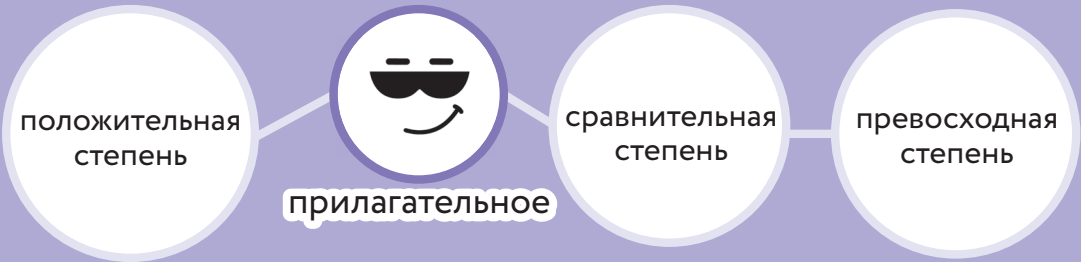 положительная
степень
прилагательное
сравнительная
степень
превосходная
степень